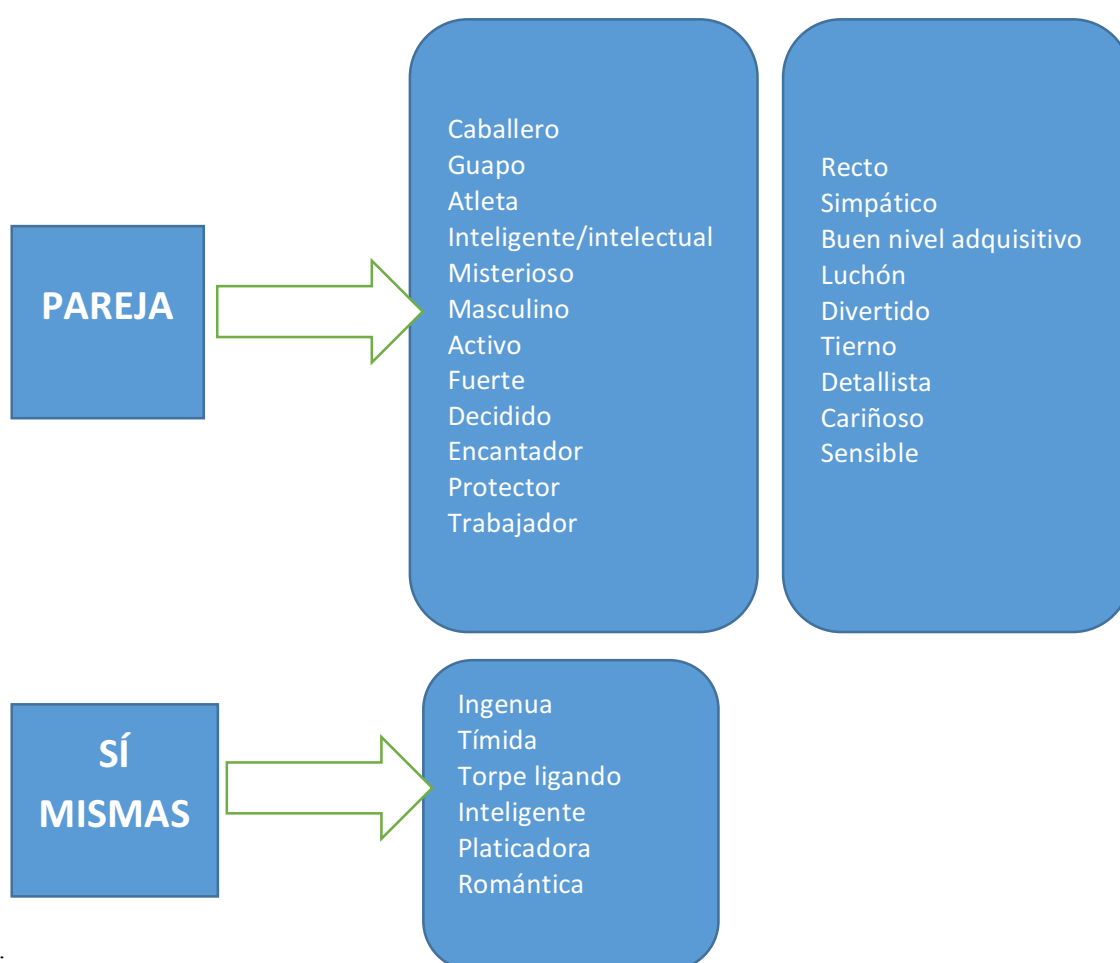 PAREJA
Caballero
Guapo
Atleta
Inteligente/intelectual
Misterioso
Masculino
Activo
Fuerte
Decidido
Encantador
Protector
Trabajador
Recto
Simpático
Buen nivel adquisitivo
Luchón
Divertido
Tierno
Detallista
Cariñoso
Sensible
SÍ
MISMAS
Ingenua
Tímida
Torpe ligando
Inteligente
Platicadora
Romántica
.